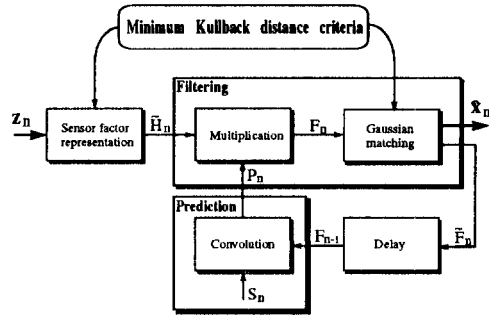 Minimum Kullback distance criteria
Filtering
z_n
Sensor factor
representation
H̃_n
Multiplication
F_n
Gaussian
matching
x̂_n
P_n
Prediction
Convolution
F_{n-1}
Delay
F̃_n
S_n